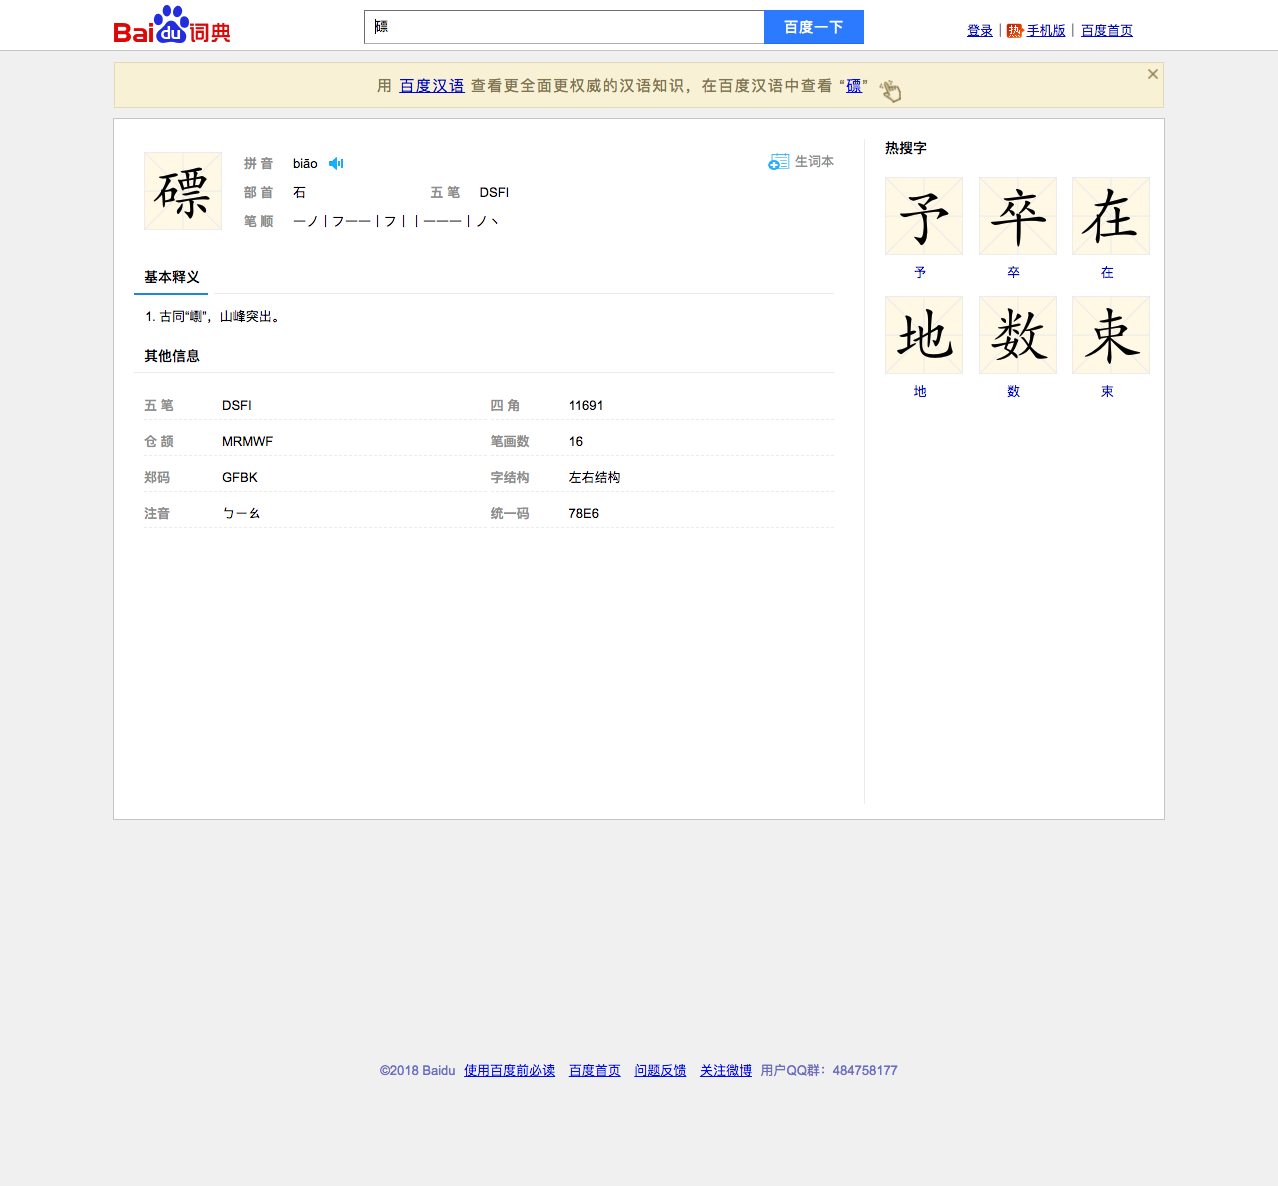 Baidu词典
磦
百度一下
登录 | 热 手机版 | 百度首页
用 百度汉语 查看更全面更权威的汉语知识，在百度汉语中查看 “磦”
磦
拼 音 biāo
生词本
部 首 石 五 笔 DSFI
笔 顺 一ノ丨フ一一丨フ丨丨一一一丨ノ丶
基本释义
1. 古同“嘌”，山峰突出。
其他信息
五 笔 DSFI 四 角 11691
仓 颉 MRMWF 笔画数 16
郑码 GFBK 字结构 左右结构
注音 ㄅㄧㄠ 统一码 78E6
热搜字
予 卒 在
予 卒 在
地 数 束
地 数 束
©2018 Baidu 使用百度前必读 百度首页 问题反馈 关注微博 用户QQ群：484758177